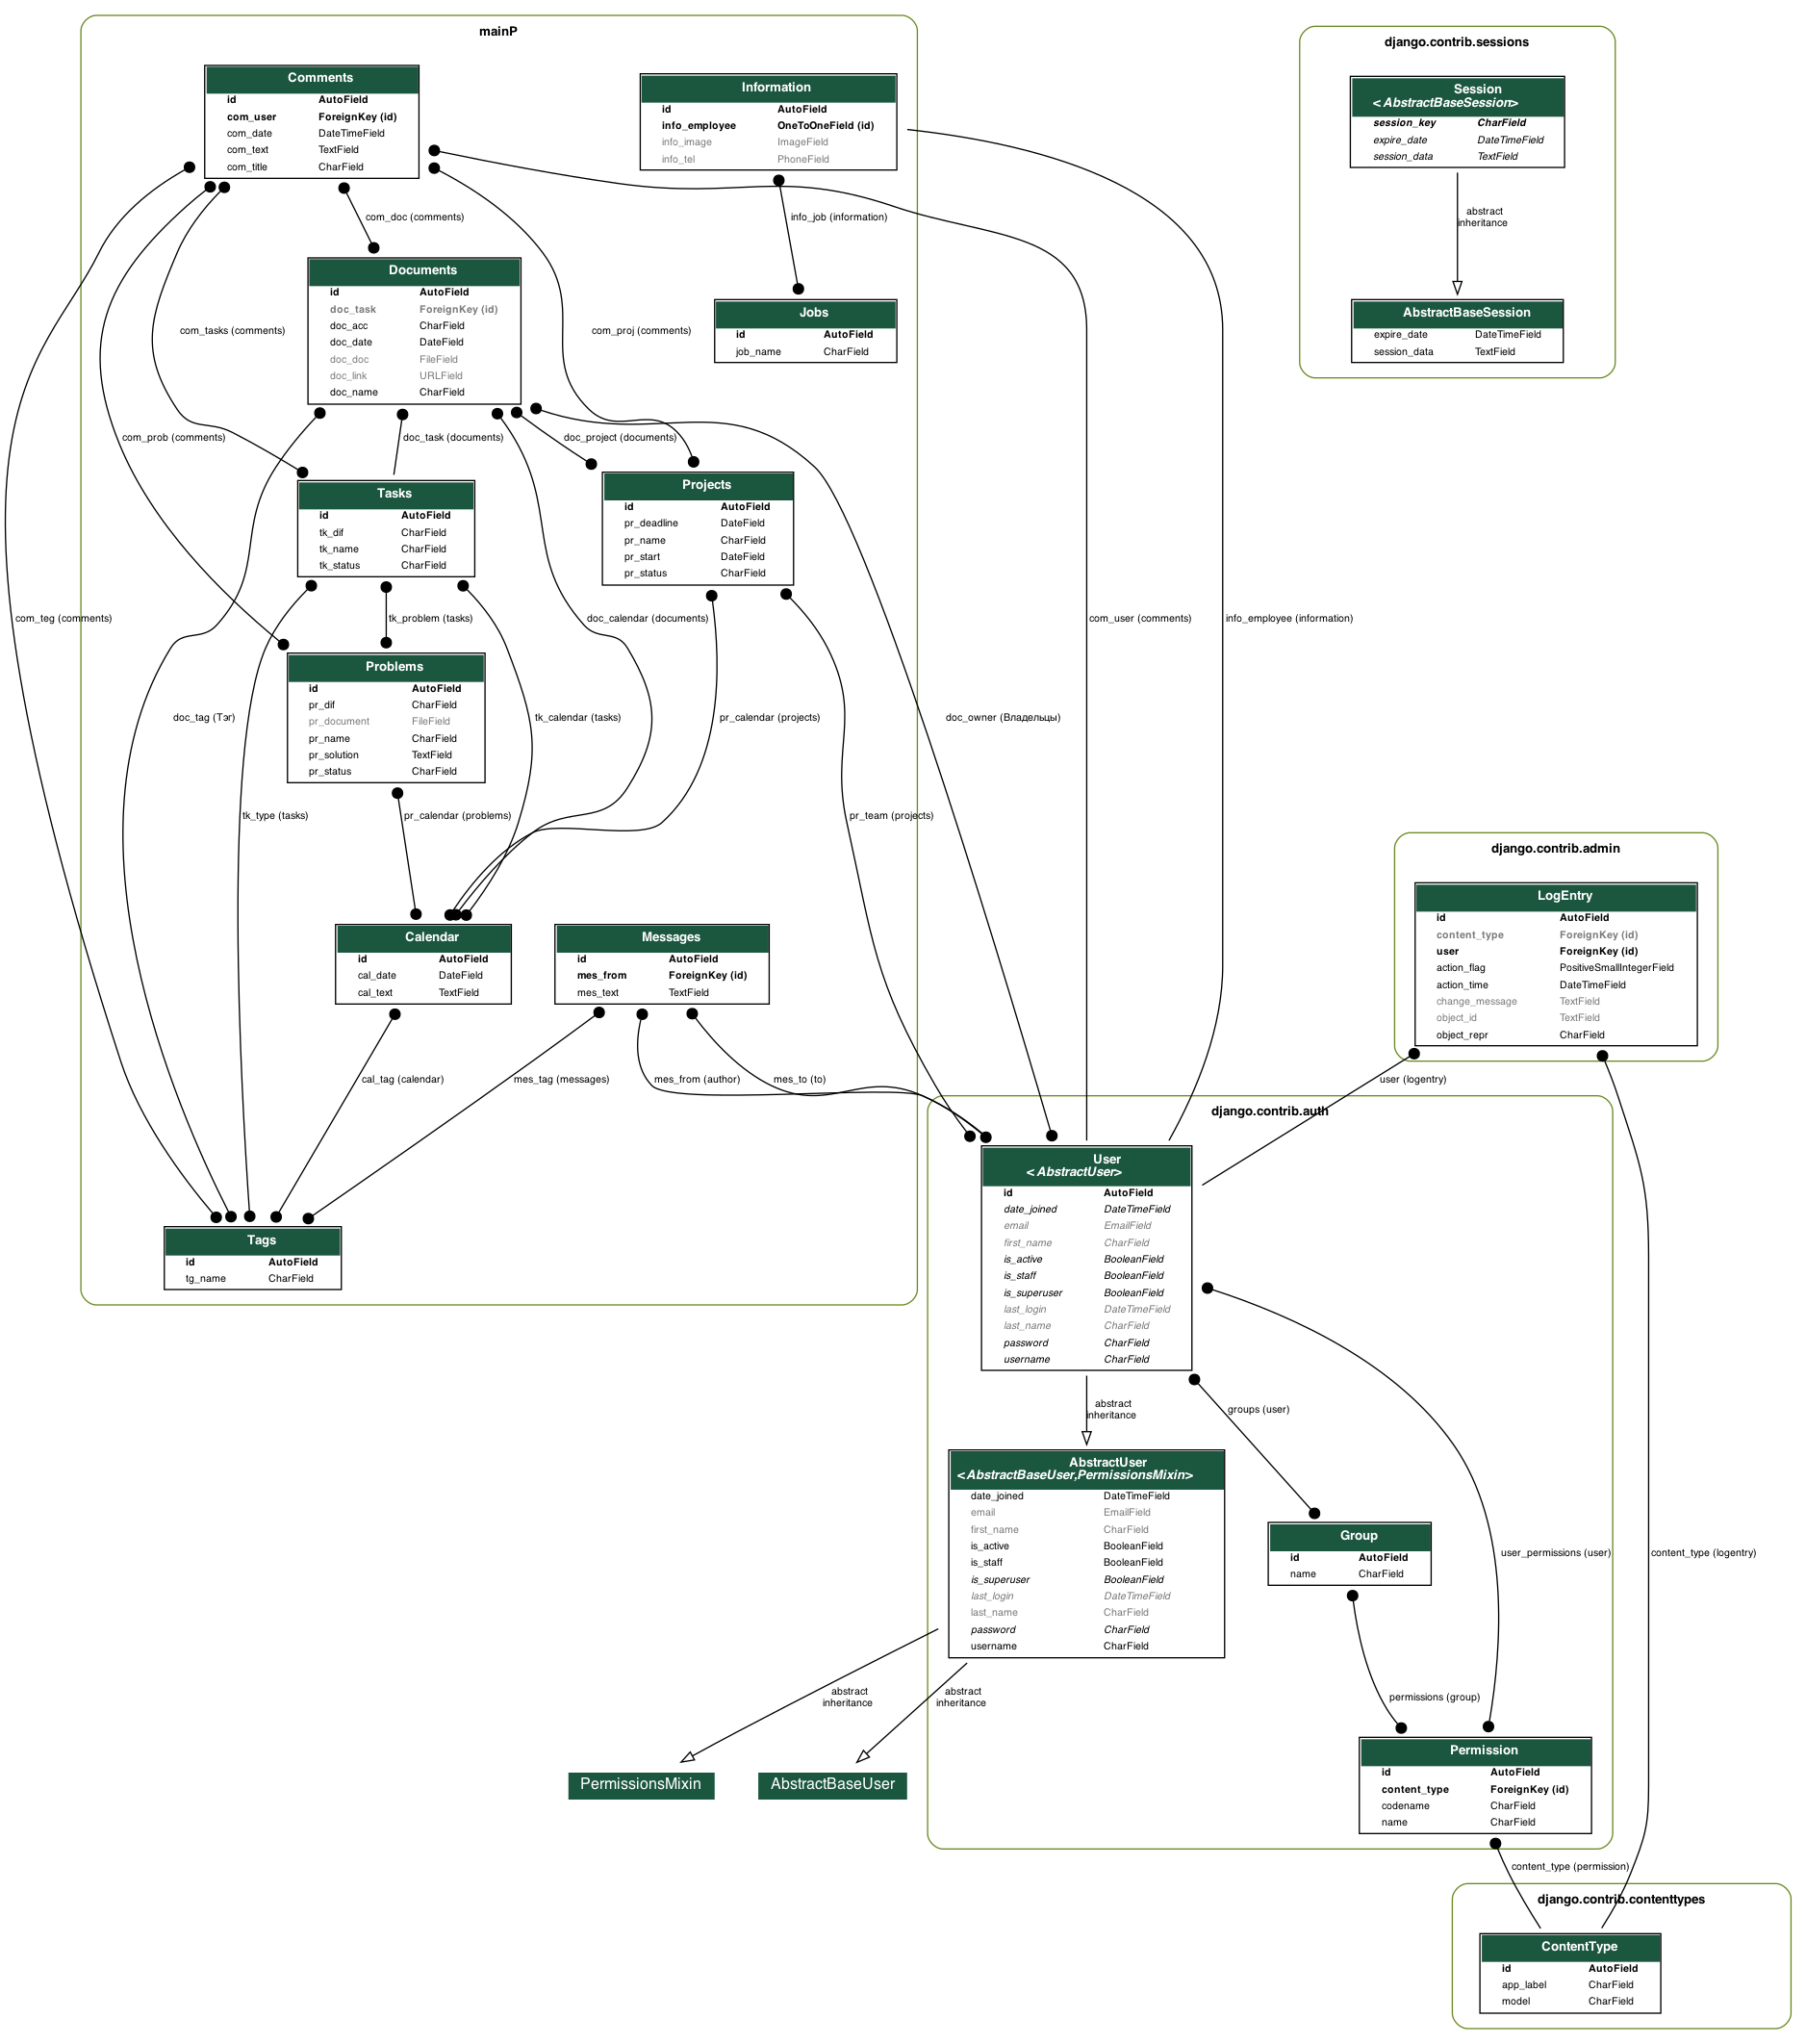 mainP
Comments
id AutoField
com_user ForeignKey (id)
com_date DateTimeField
com_text TextField
com_title CharField
Information
id AutoField
info_employee OneToOneField (id)
info_image ImageField
info_tel PhoneField
django.contrib.sessions
Session
<AbstractBaseSession>
session_key CharField
expire_date DateTimeField
session_data TextField
com_doc (comments)
info_job (information)
abstract
inheritance
Documents
id AutoField
doc_task ForeignKey (id)
doc_acc CharField
doc_date DateField
doc_doc FileField
doc_link URLField
doc_name CharField
com_tasks (comments)
com_proj (comments)
Jobs
id AutoField
job_name CharField
AbstractBaseSession
expire_date DateTimeField
session_data TextField
com_prob (comments)
doc_task (documents)
doc_project (documents)
Tasks
id AutoField
tk_dif CharField
tk_name CharField
tk_status CharField
Projects
id AutoField
pr_deadline DateField
pr_name CharField
pr_start DateField
pr_status CharField
com_teg (comments)
tk_problem (tasks)
doc_calendar (documents)
com_user (comments)
info_employee (information)
Problems
id AutoField
pr_dif CharField
pr_document FileField
pr_name CharField
pr_solution TextField
pr_status CharField
doc_tag (Тэг)
tk_calendar (tasks)
pr_calendar (projects)
doc_owner (Владельцы)
tk_type (tasks)
pr_calendar (problems)
pr_team (projects)
django.contrib.admin
LogEntry
id AutoField
content_type ForeignKey (id)
user ForeignKey (id)
action_flag PositiveSmallIntegerField
action_time DateTimeField
change_message TextField
object_id TextField
object_repr CharField
Calendar
id AutoField
cal_date DateField
cal_text TextField
Messages
id AutoField
mes_from ForeignKey (id)
mes_text TextField
cal_tag (calendar)
mes_tag (messages)
mes_from (author)
mes_to (to)
user (logentry)
django.contrib.auth
User
<AbstractUser>
id AutoField
date_joined DateTimeField
email EmailField
first_name CharField
is_active BooleanField
is_staff BooleanField
is_superuser BooleanField
last_login DateTimeField
last_name CharField
password CharField
username CharField
Tags
id AutoField
tg_name CharField
abstract
inheritance
groups (user)
AbstractUser
<AbstractBaseUser,PermissionsMixin>
date_joined DateTimeField
email EmailField
first_name CharField
is_active BooleanField
is_staff BooleanField
is_superuser BooleanField
last_login DateTimeField
last_name CharField
password CharField
username CharField
Group
id AutoField
name CharField
user_permissions (user)
content_type (logentry)
abstract
inheritance
abstract
inheritance
permissions (group)
PermissionsMixin
AbstractBaseUser
Permission
id AutoField
content_type ForeignKey (id)
codename CharField
name CharField
content_type (permission)
django.contrib.contenttypes
ContentType
id AutoField
app_label CharField
model CharField